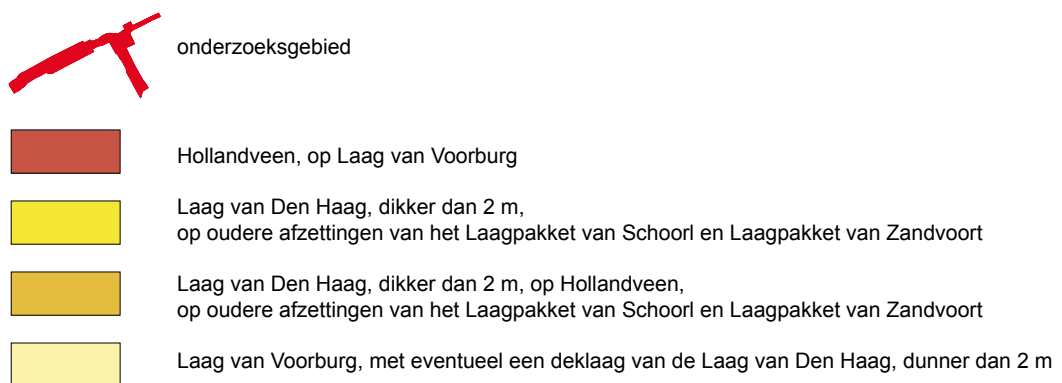 onderzoeksgebied
Hollandveen, op Laag van Voorburg
Laag van Den Haag, dikker dan 2 m,
op oudere afzettingen van het Laagpakket van Schoorl en Laagpakket van Zandvoort
Laag van Den Haag, dikker dan 2 m, op Hollandveen,
op oudere afzettingen van het Laagpakket van Schoorl en Laagpakket van Zandvoort
Laag van Voorburg, met eventueel een deklaag van de Laag van Den Haag, dunner dan 2 m